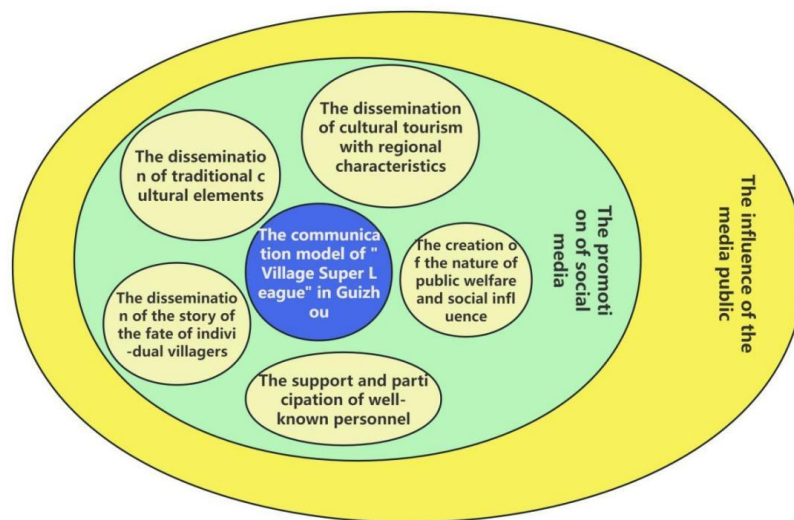 The dissemination
of cultural tourism
with regional
characteristics
The disseminatio
n of traditional c
ultural elements
The communica
tion model of "
Village Super L
eague" in Guizh
ou
The creation o
f the nature of
public welfare
and social infl
uence
The disseminatio
n of the story of
the fate of indivi
-dual villagers
The support and parti
cipation of well-
known personnel
The promoti
on of social
media
The influence of the
media public